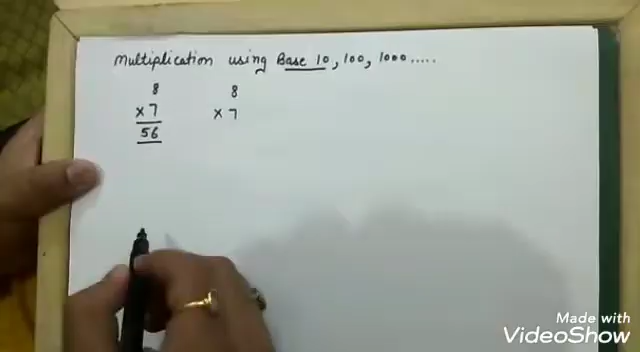 Multiplication using Base 10, 100, 1000.....
8
× 7
56
8
× 7
Made with
VideoShow